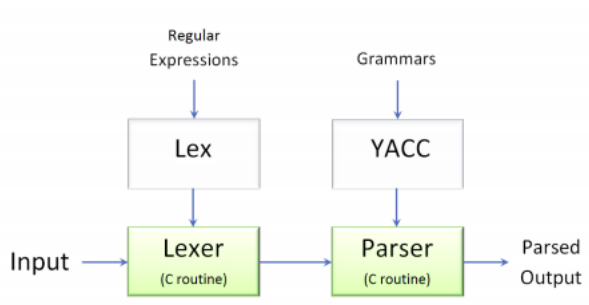 Regular
Expressions
Grammars
Lex
YACC
Input
Lexer
(C routine)
Parser
(C routine)
Parsed
Output